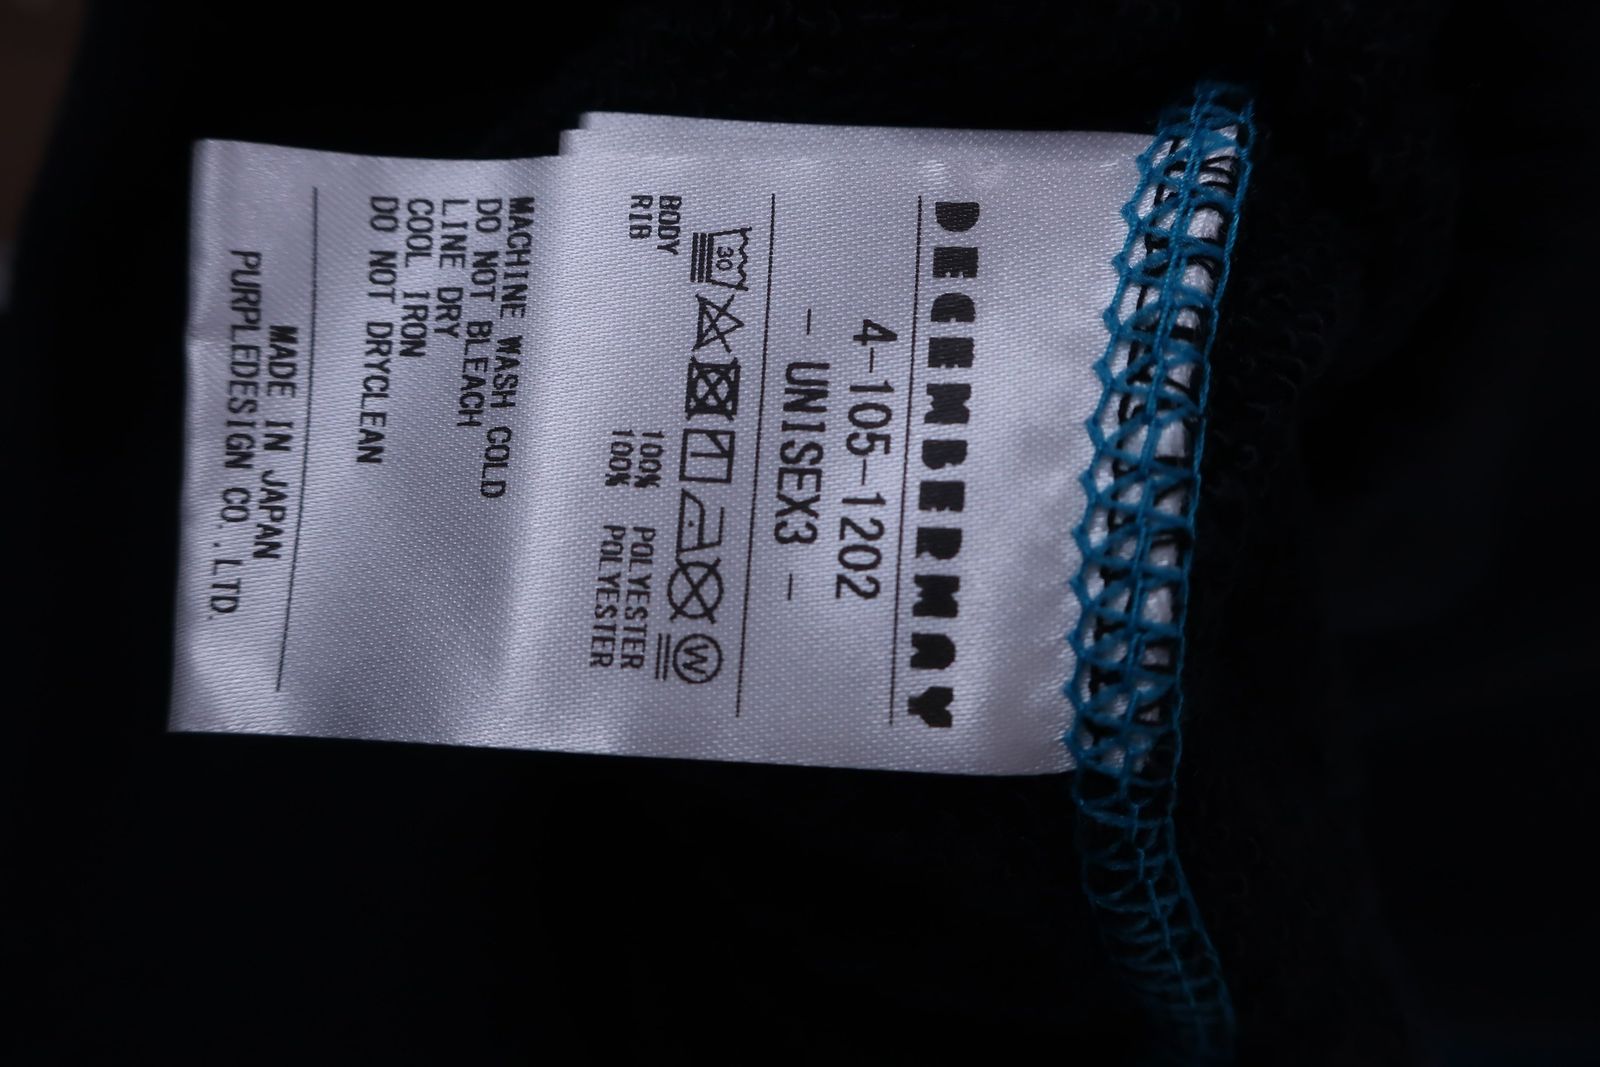 DECEMBERMAY
4-105-1202
- UNISEX3 -
30 W
BODY 100% POLYESTER
RIB 100% POLYESTER
MACHINE WASH COLD
DO NOT BLEACH
LINE DRY
COOL IRON
DO NOT DRYCLEAN
MADE IN JAPAN
PURPLEDESIGN CO.,LTD.